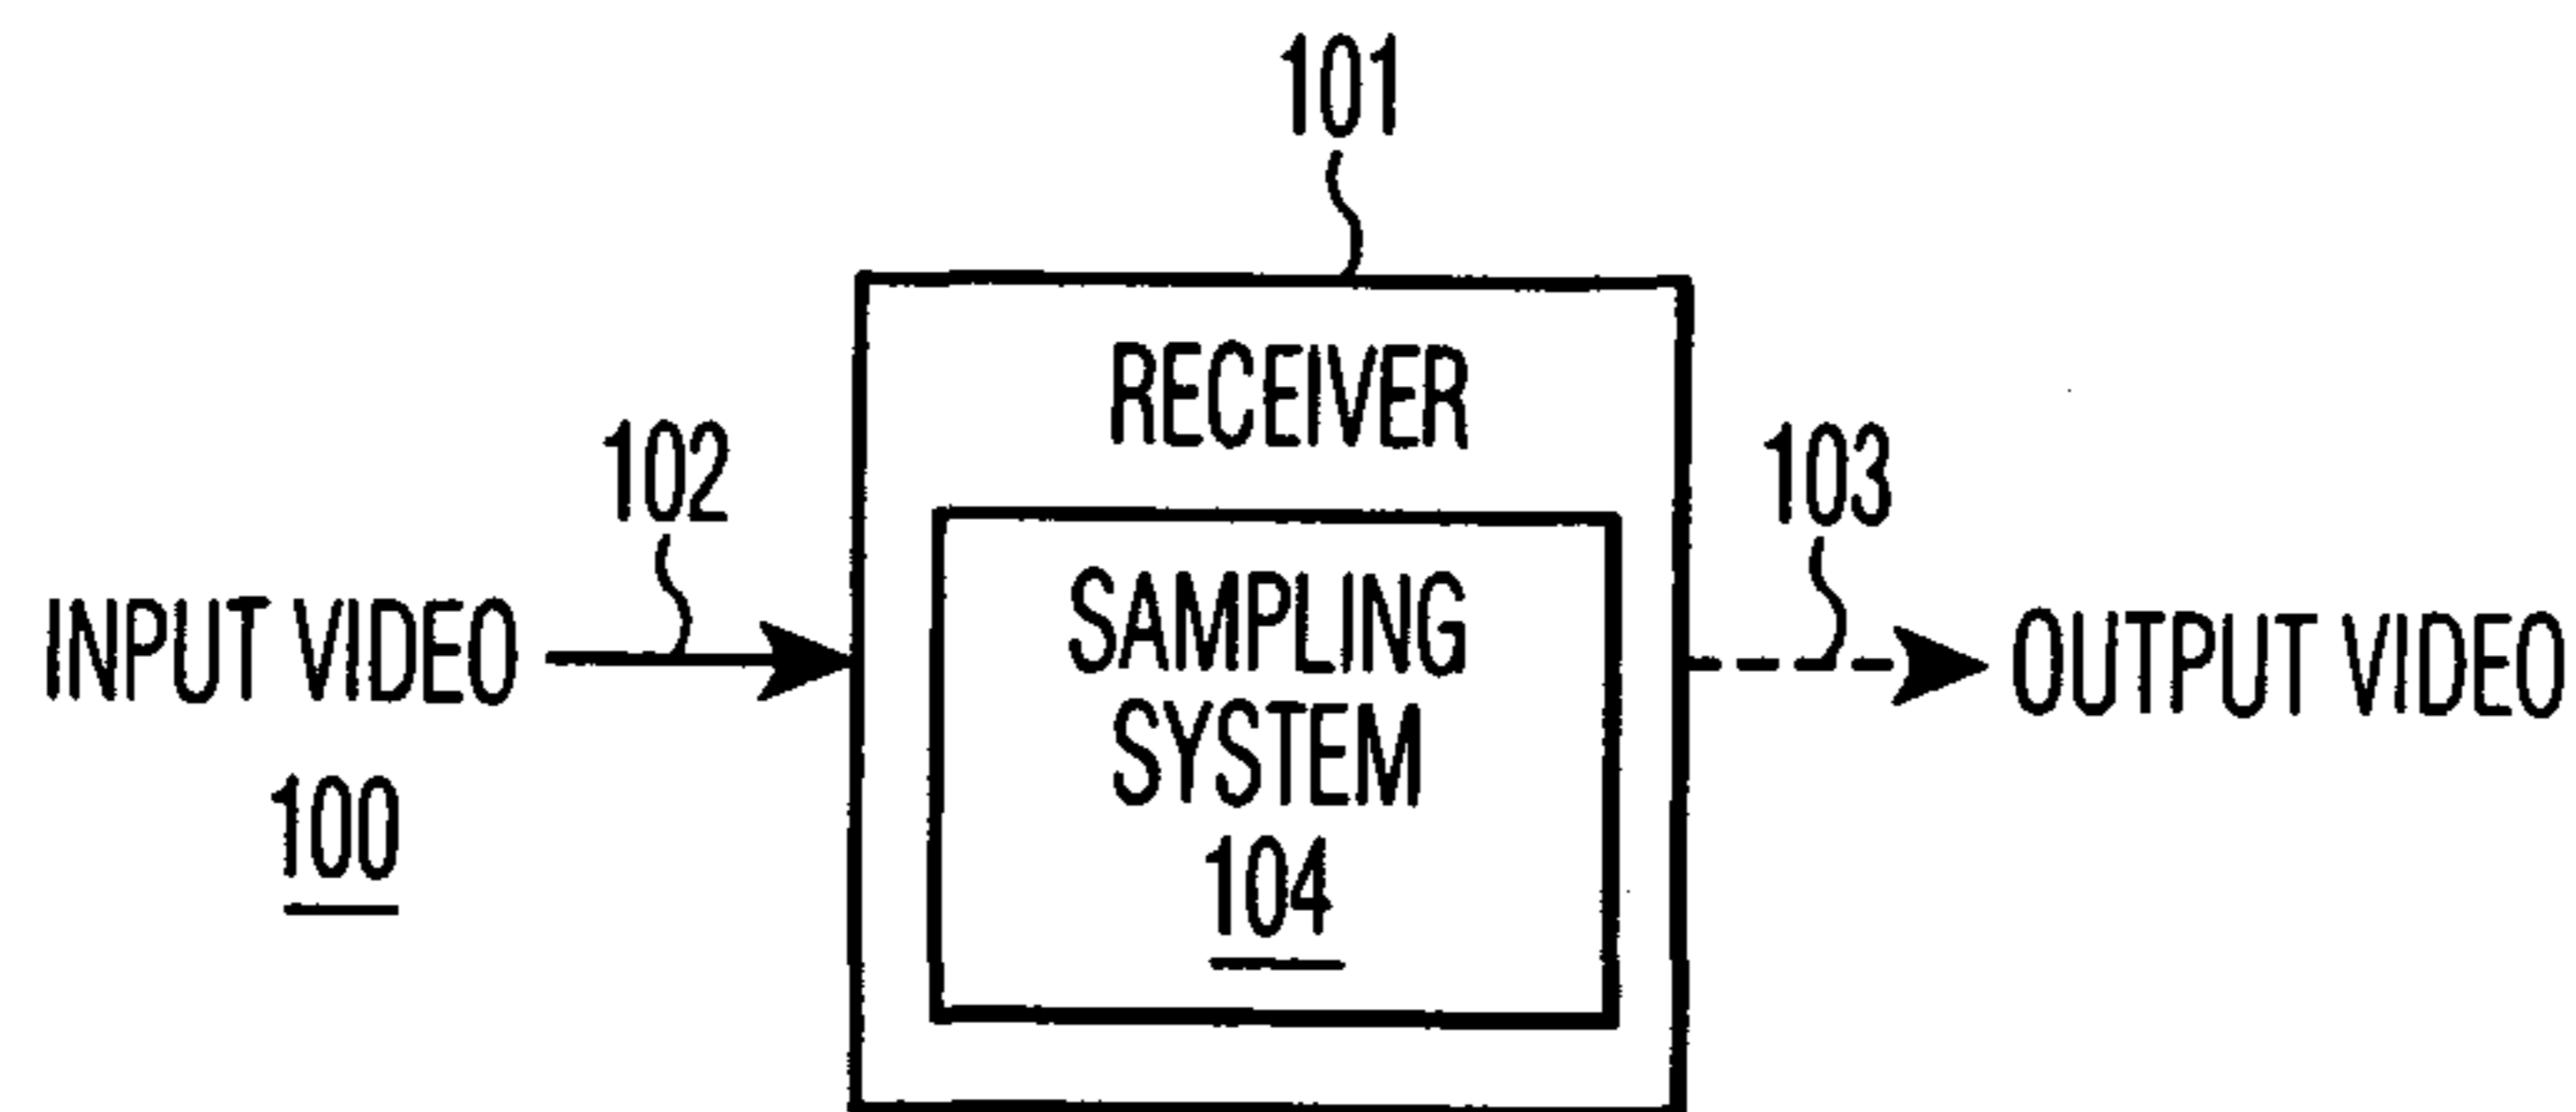 101
RECEIVER
102
103
INPUT VIDEO
SAMPLING
SYSTEM
OUTPUT VIDEO
100
104